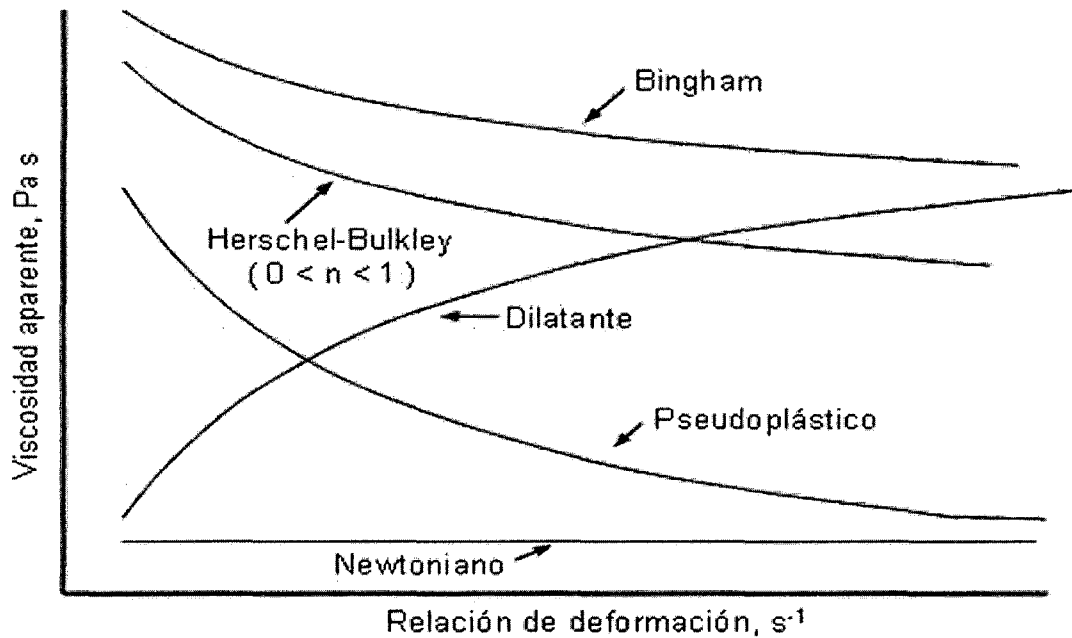 Bingham
Herschel-Bulkley
( 0 < n < 1 )
Dilatante
Pseudoplástico
Newtoniano
Viscosidad aparente, Pa s
Relación de deformación, s-1